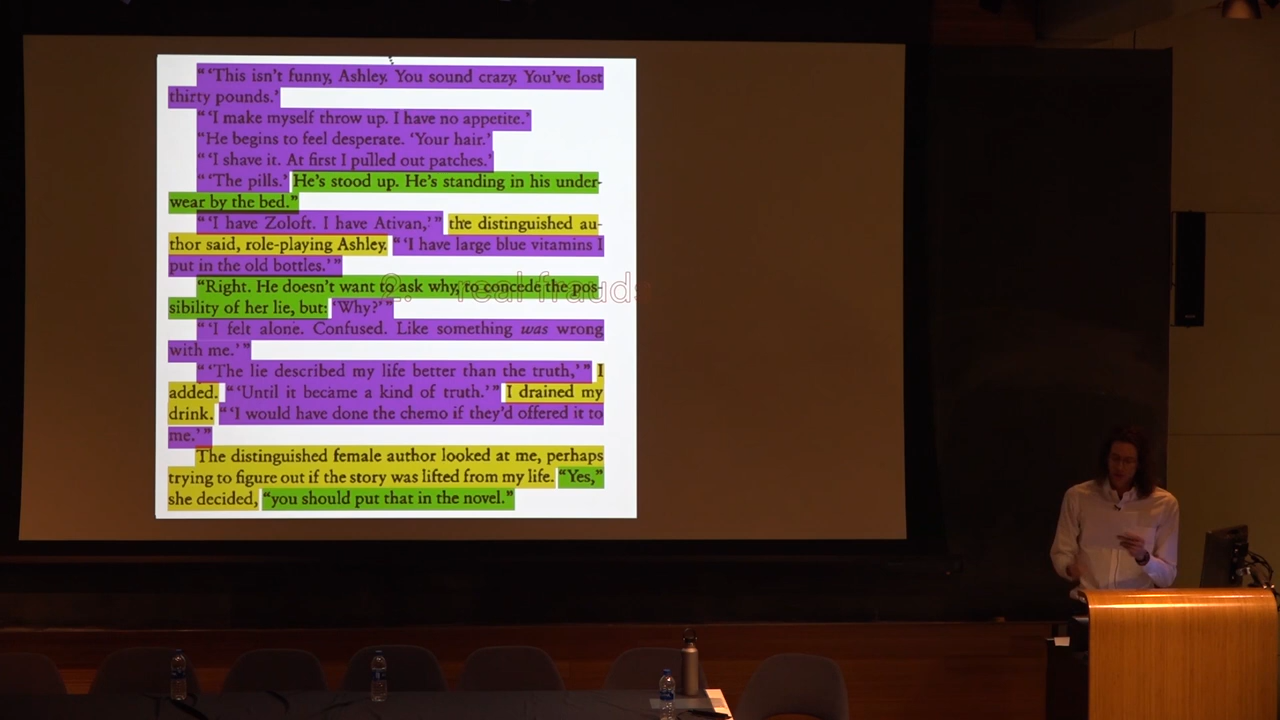 “ ‘This isn’t funny, Ashley. You sound crazy. You’ve lost
thirty pounds.’
“ ‘I make myself throw up. I have no appetite.’
“He begins to feel desperate. ‘Your hair.’
“ ‘I shave it. At first I pulled out patches.’
“ ‘The pills.’ He’s stood up. He’s standing in his under-
wear by the bed.”
“ ‘I have Zoloft. I have Ativan,’ ” the distinguished au-
thor said, role-playing Ashley. “ ‘I have large blue vitamins I
put in the old bottles.’ ”
“Right. He doesn’t want to ask why, to concede the pos-
sibility of her lie, but: ‘Why?’ ”
2. real frauds
“ ‘I felt alone. Confused. Like something was wrong
with me.’ ”
“ ‘The lie described my life better than the truth,’ ” I
added. “ ‘Until it became a kind of truth.’ ” I drained my
drink. “ ‘I would have done the chemo if they’d offered it to
me.’ ”
The distinguished female author looked at me, perhaps
trying to figure out if the story was lifted from my life. “Yes,”
she decided, “you should put that in the novel.”